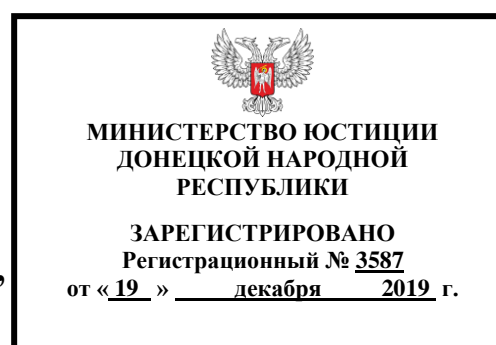 МИНИСТЕРСТВО ЮСТИЦИИ
ДОНЕЦКОЙ НАРОДНОЙ
РЕСПУБЛИКИ
ЗАРЕГИСТРИРОВАНО
Регистрационный № 3587
,
от « 19 » декабря 2019 г.